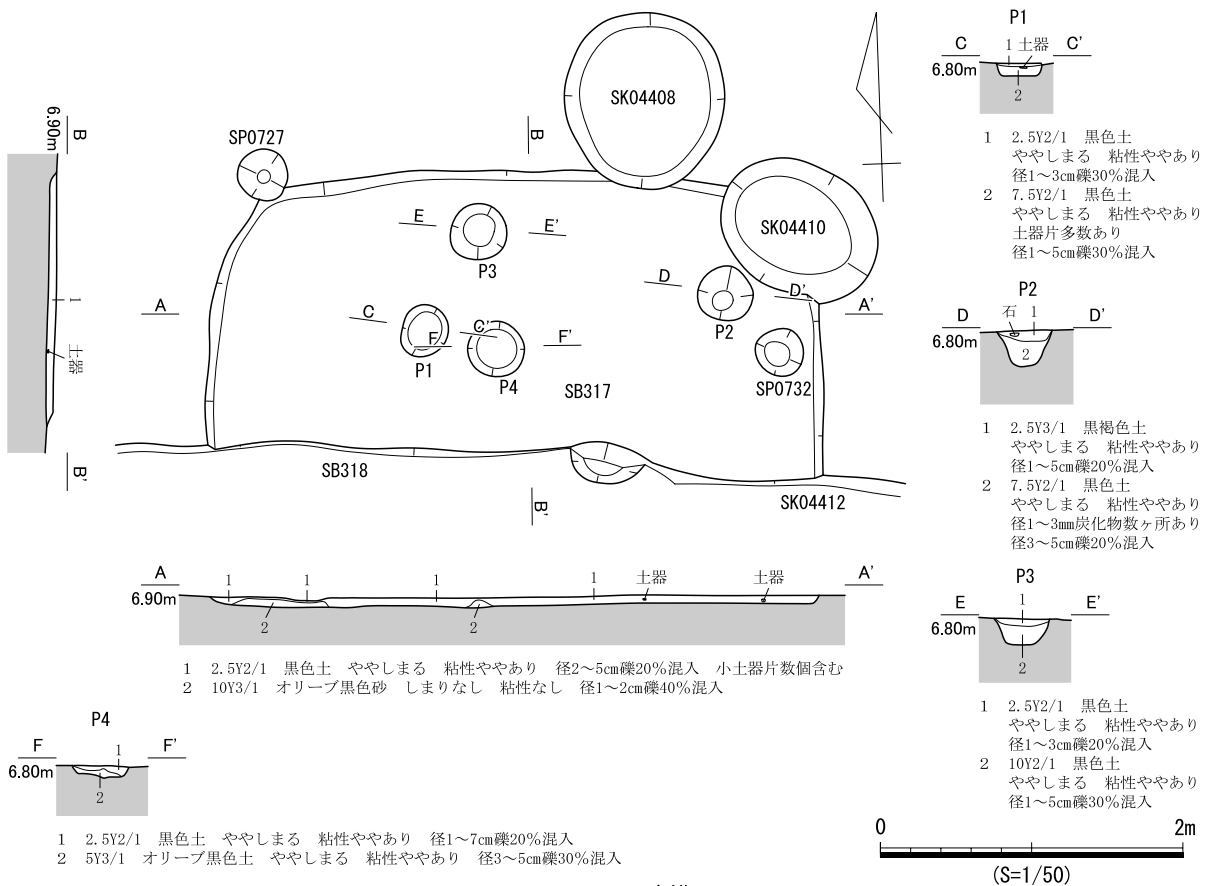 SK04408
SP0727
SK04410
B
B
6.90m
1
土器
B'
B'
E
E'
P3
D
D'
P2
A
A'
C
C'
P1
F
F'
P4
SB317
SP0732
SB318
SK04412
A
A'
6.90m
1
1
1
1
土器
土器
2
2
1 2.5Y2/1 黒色土 ややしまる 粘性ややあり 径2～5cm礫20％混入 小土器片数個含む
2 10Y3/1 オリーブ黒色砂 しまりなし 粘性なし 径1～2cm礫40％混入
P4
F
F'
6.80m
1
2
1 2.5Y2/1 黒色土 ややしまる 粘性ややあり 径1～7cm礫20％混入
2 5Y3/1 オリーブ黒色土 ややしまる 粘性ややあり 径3～5cm礫30％混入
P1
C
1 土器
C'
6.80m
2
1 2.5Y2/1 黒色土
ややしまる 粘性ややあり
径1～3cm礫30％混入
2 7.5Y2/1 黒色土
ややしまる 粘性ややあり
土器片多数あり
径1～5cm礫30％混入
P2
D
石 1
D'
6.80m
2
1 2.5Y3/1 黒褐色土
ややしまる 粘性ややあり
径1～5cm礫20％混入
2 7.5Y2/1 黒色土
ややしまる 粘性ややあり
径1～3mm炭化物数ヶ所あり
径3～5cm礫20％混入
P3
E
1
E'
6.80m
2
1 2.5Y2/1 黒色土
ややしまる 粘性ややあり
径1～3cm礫20％混入
2 10Y2/1 黒色土
ややしまる 粘性ややあり
径1～5cm礫30％混入
0 2m
(S=1/50)